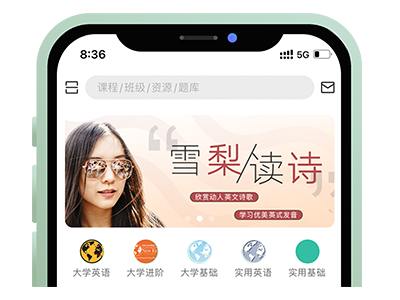 8:36
5G
课程/班级/资源/题库
雪梨读诗
欣赏动人英文诗歌
学习优美英式发音
大学英语 大学进阶 大学基础 实用英语 实用基础